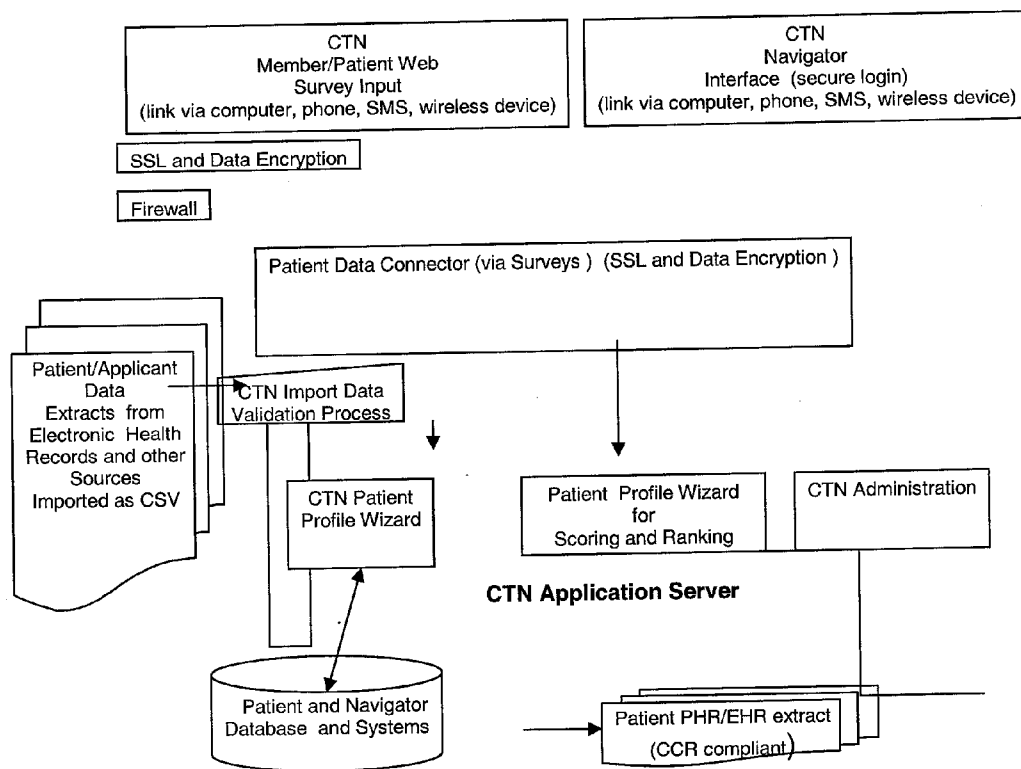 CTN
Member/Patient Web
Survey Input
(link via computer, phone, SMS, wireless device)
CTN
Navigator
Interface (secure login)
(link via computer, phone, SMS, wireless device)
SSL and Data Encryption
Firewall
Patient Data Connector (via Surveys ) (SSL and Data Encryption )
Patient/Applicant
Data
Extracts from
Electronic Health
Records and other
Sources
Imported as CSV
CTN Import Data
Validation Process
CTN Patient
Profile Wizard
Patient Profile Wizard
for
Scoring and Ranking
CTN Administration
CTN Application Server
Patient and Navigator
Database and Systems
Patient PHR/EHR extract
(CCR compliant)